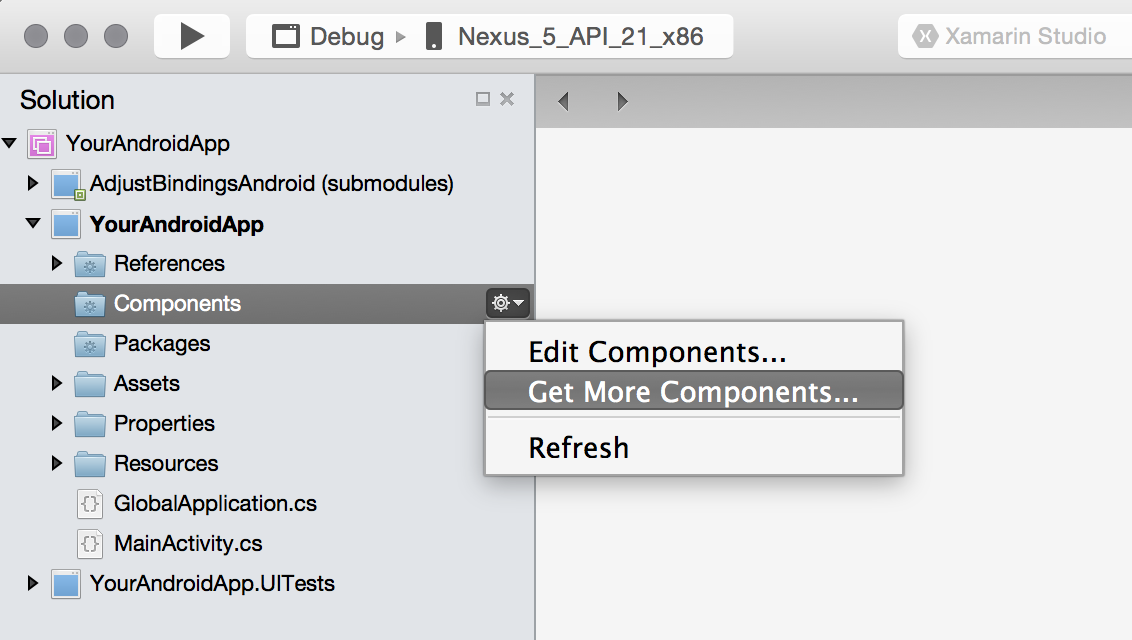 Debug
Nexus_5_API_21_x86
Xamarin Studio
Solution
YourAndroidApp
AdjustBindingsAndroid (submodules)
YourAndroidApp
References
Components
Edit Components...
Get More Components...
Refresh
Packages
Assets
Properties
Resources
GlobalApplication.cs
MainActivity.cs
YourAndroidApp.UITests